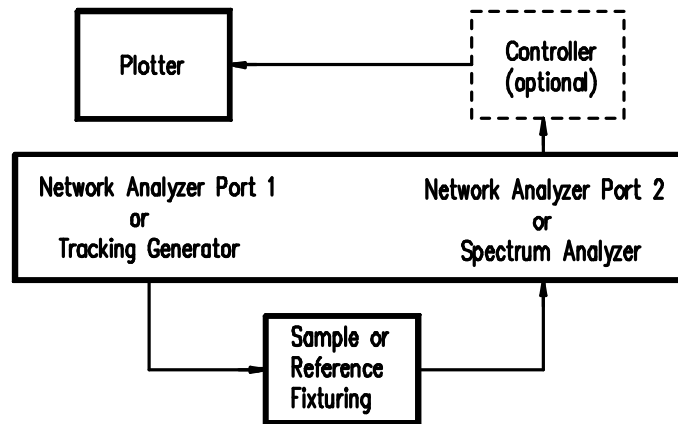 Plotter
Controller
(optional)
Network Analyzer Port 1
or
Tracking Generator
Network Analyzer Port 2
or
Spectrum Analyzer
Sample or
Reference
Fixturing